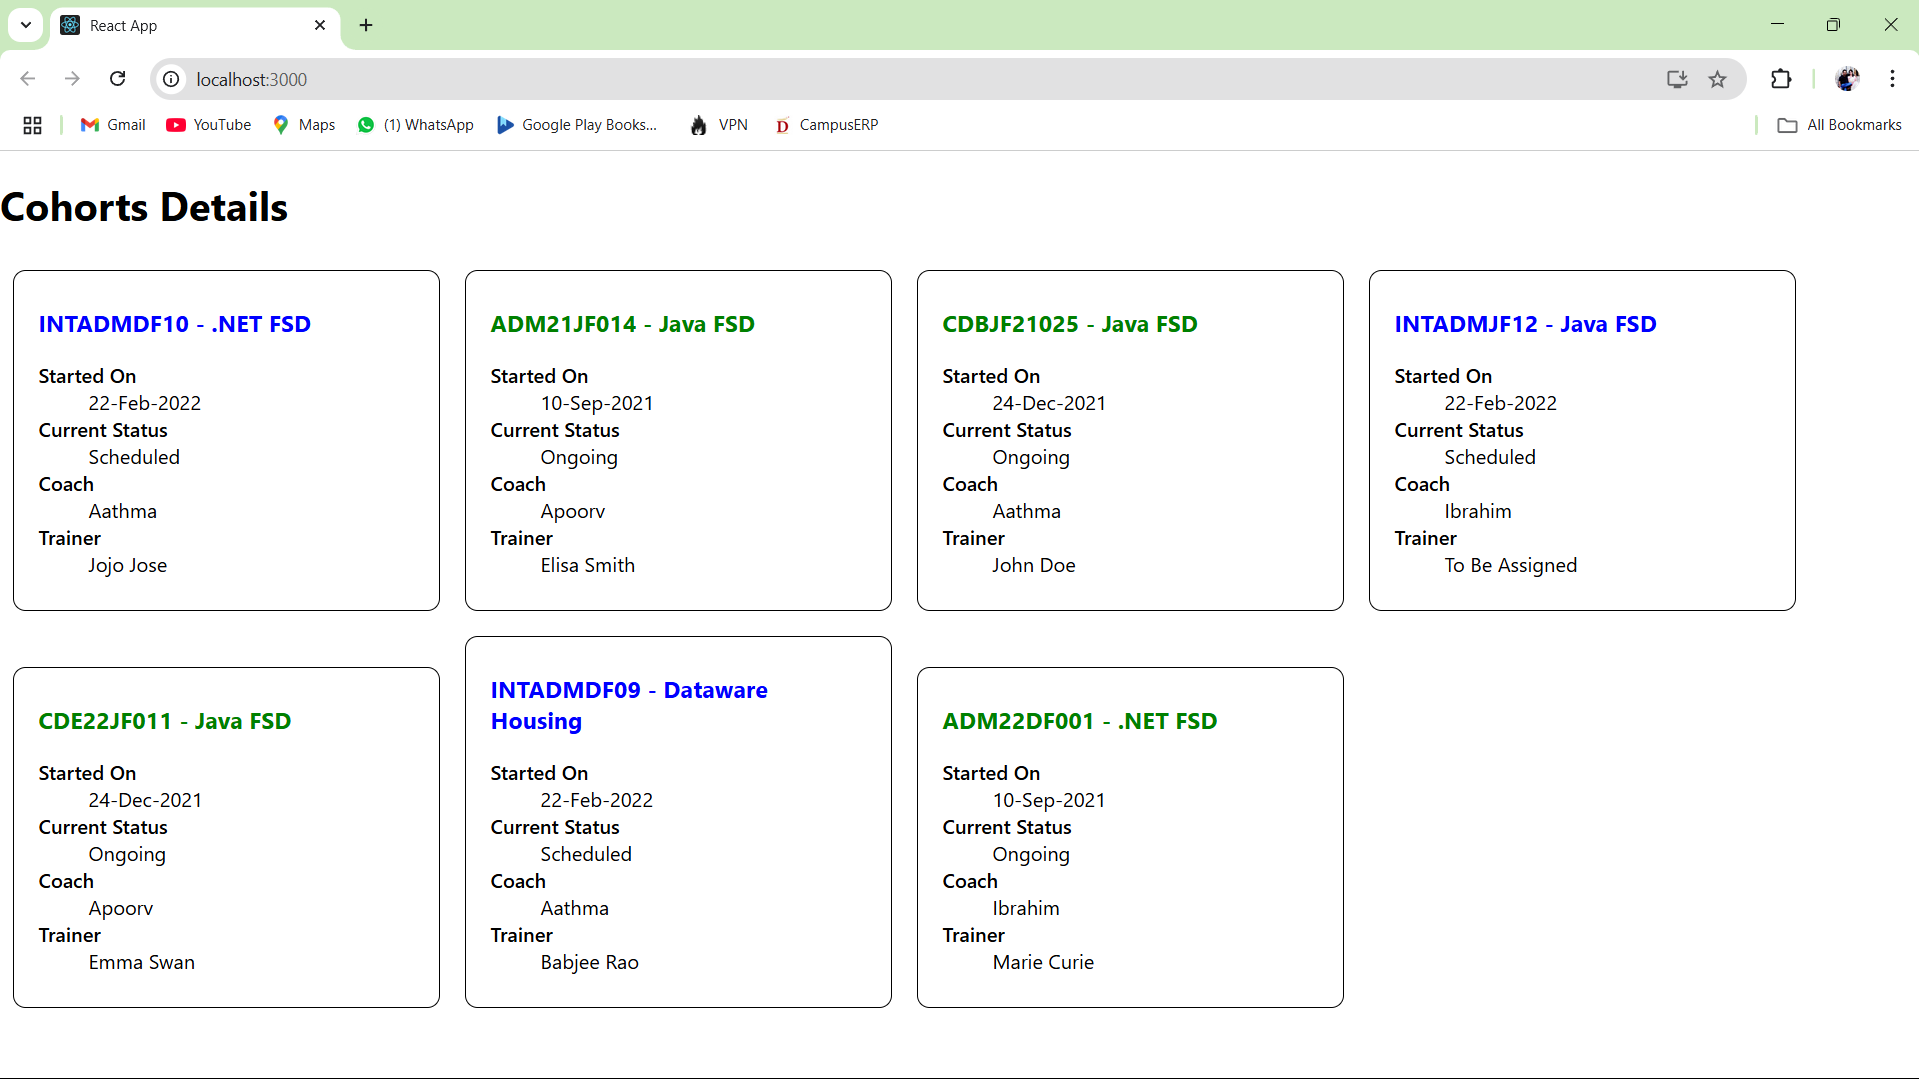 React App
localhost:3000
Gmail
YouTube
Maps
(1) WhatsApp
Google Play Books...
VPN
CampusERP
All Bookmarks
Cohorts Details
INTADMDF10 - .NET FSD
Started On
22-Feb-2022
Current Status
Scheduled
Coach
Aathma
Trainer
Jojo Jose
ADM21JF014 - Java FSD
Started On
10-Sep-2021
Current Status
Ongoing
Coach
Apoorv
Trainer
Elisa Smith
CDBJF21025 - Java FSD
Started On
24-Dec-2021
Current Status
Ongoing
Coach
Aathma
Trainer
John Doe
INTADMJF12 - Java FSD
Started On
22-Feb-2022
Current Status
Scheduled
Coach
Ibrahim
Trainer
To Be Assigned
CDE22JF011 - Java FSD
Started On
24-Dec-2021
Current Status
Ongoing
Coach
Apoorv
Trainer
Emma Swan
INTADMDF09 - Dataware
Housing
Started On
22-Feb-2022
Current Status
Scheduled
Coach
Aathma
Trainer
Babjee Rao
ADM22DF001 - .NET FSD
Started On
10-Sep-2021
Current Status
Ongoing
Coach
Ibrahim
Trainer
Marie Curie